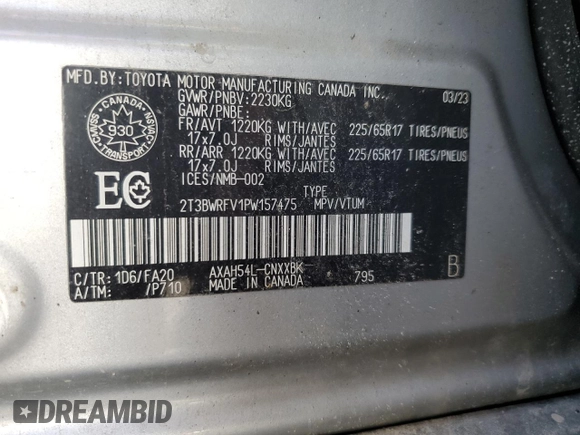 MFD.BY:TOYOTA MOTOR MANUFACTURING CANADA INC.
GVWR/PNBV:2230KG 03/23
GAWR/PNBE:
FR/AVT 1220KG WITH/AVEC 225/65R17 TIRES/PNEUS
17x7.0J RIMS/JANTES
RR/ARR 1220KG WITH/AVEC 225/65R17 TIRES/PNEUS
17x7.0J RIMS/JANTES
ICES/NMB-002
CANADA
930
TRANSPORT
EC
TYPE
2T3BWRFV1PW157475 MPV/VTUM
C/TR: 1D6/FA20 AXAH54L-CNXXBK 795 B
A/TM: /P710 MADE IN CANADA
DREAMBID